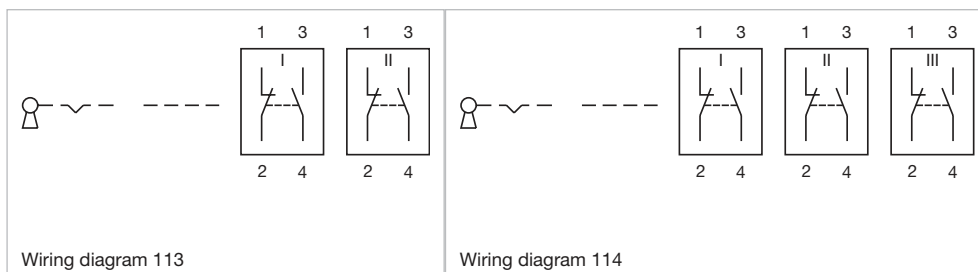 1 3 1 3
I II
2 4 2 4
Wiring diagram 113
1 3 1 3 1 3
I II III
2 4 2 4 2 4
Wiring diagram 114